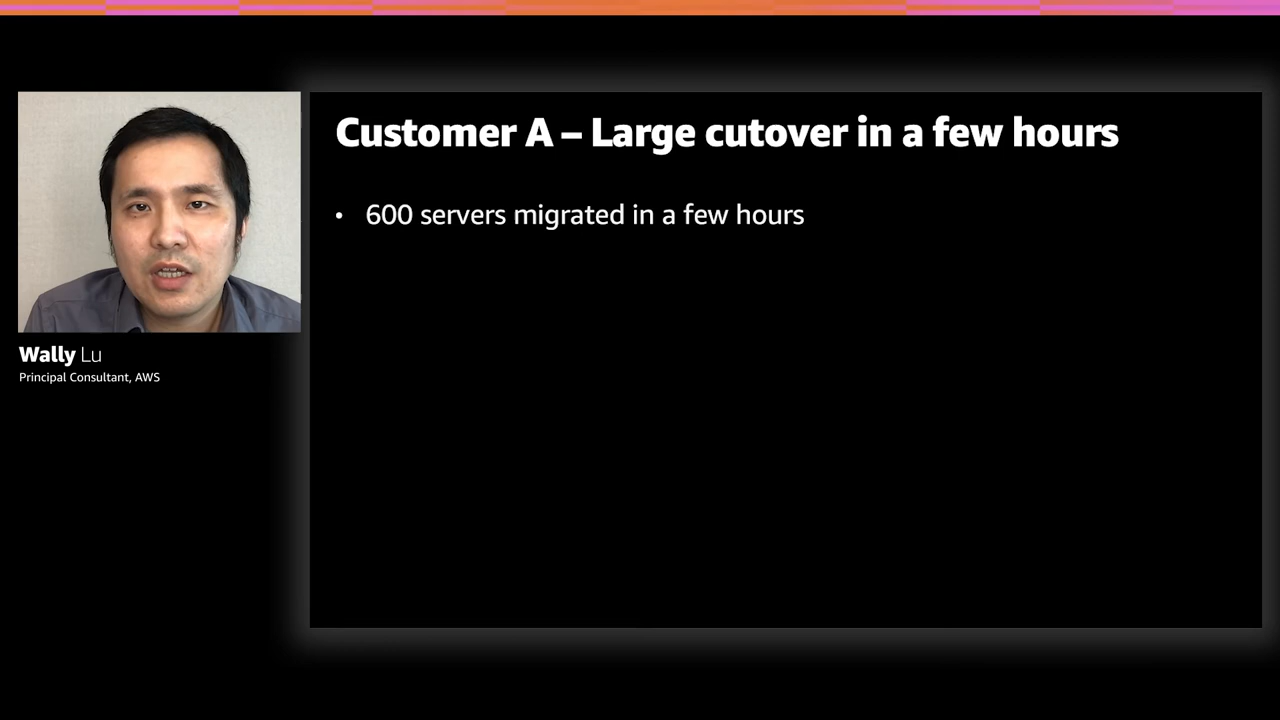 Customer A – Large cutover in a few hours
• 600 servers migrated in a few hours
Wally Lu
Principal Consultant, AWS